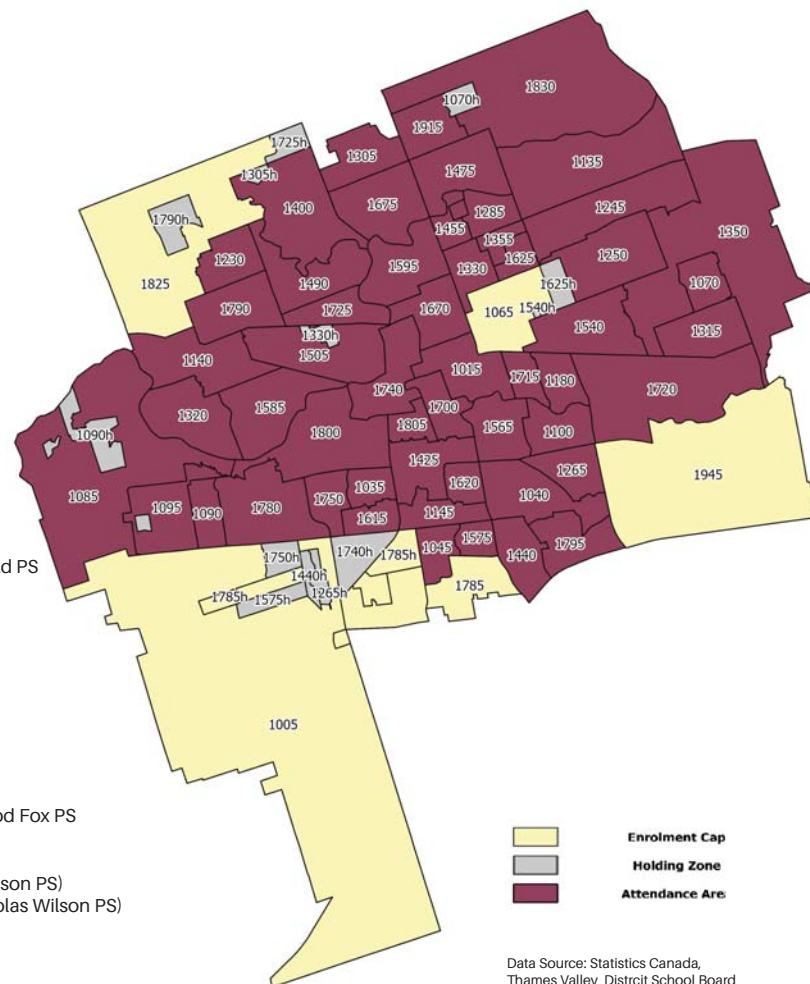 1830
1070h
1915
1725h
1305
1305h
1475
1135
1675
1400
1790h
1285
1245
1455
1350
1355
1230
1595
1330
1625
1250
1825
1490
1625h
1070
1790
1725
1670
1065
1540h
1540
1315
1330h
1505
1140
1015
1715
1180
1740
1720
1320
1585
1700
1805
1565
1800
1100
1090h
1425
1265
1945
1085
1095
1090
1780
1750
1035
1620
1040
1615
1145
1750h
1740h
1785h
1045
1575
1440
1795
d PS
1440h
1785h
1575h
1265h
1785
1005
od Fox PS
Enrolment Cap
Holding Zone
son PS)
Attendance Are
olas Wilson PS)
Data Source: Statistics Canada,
Thames Valley Distrcit School Board